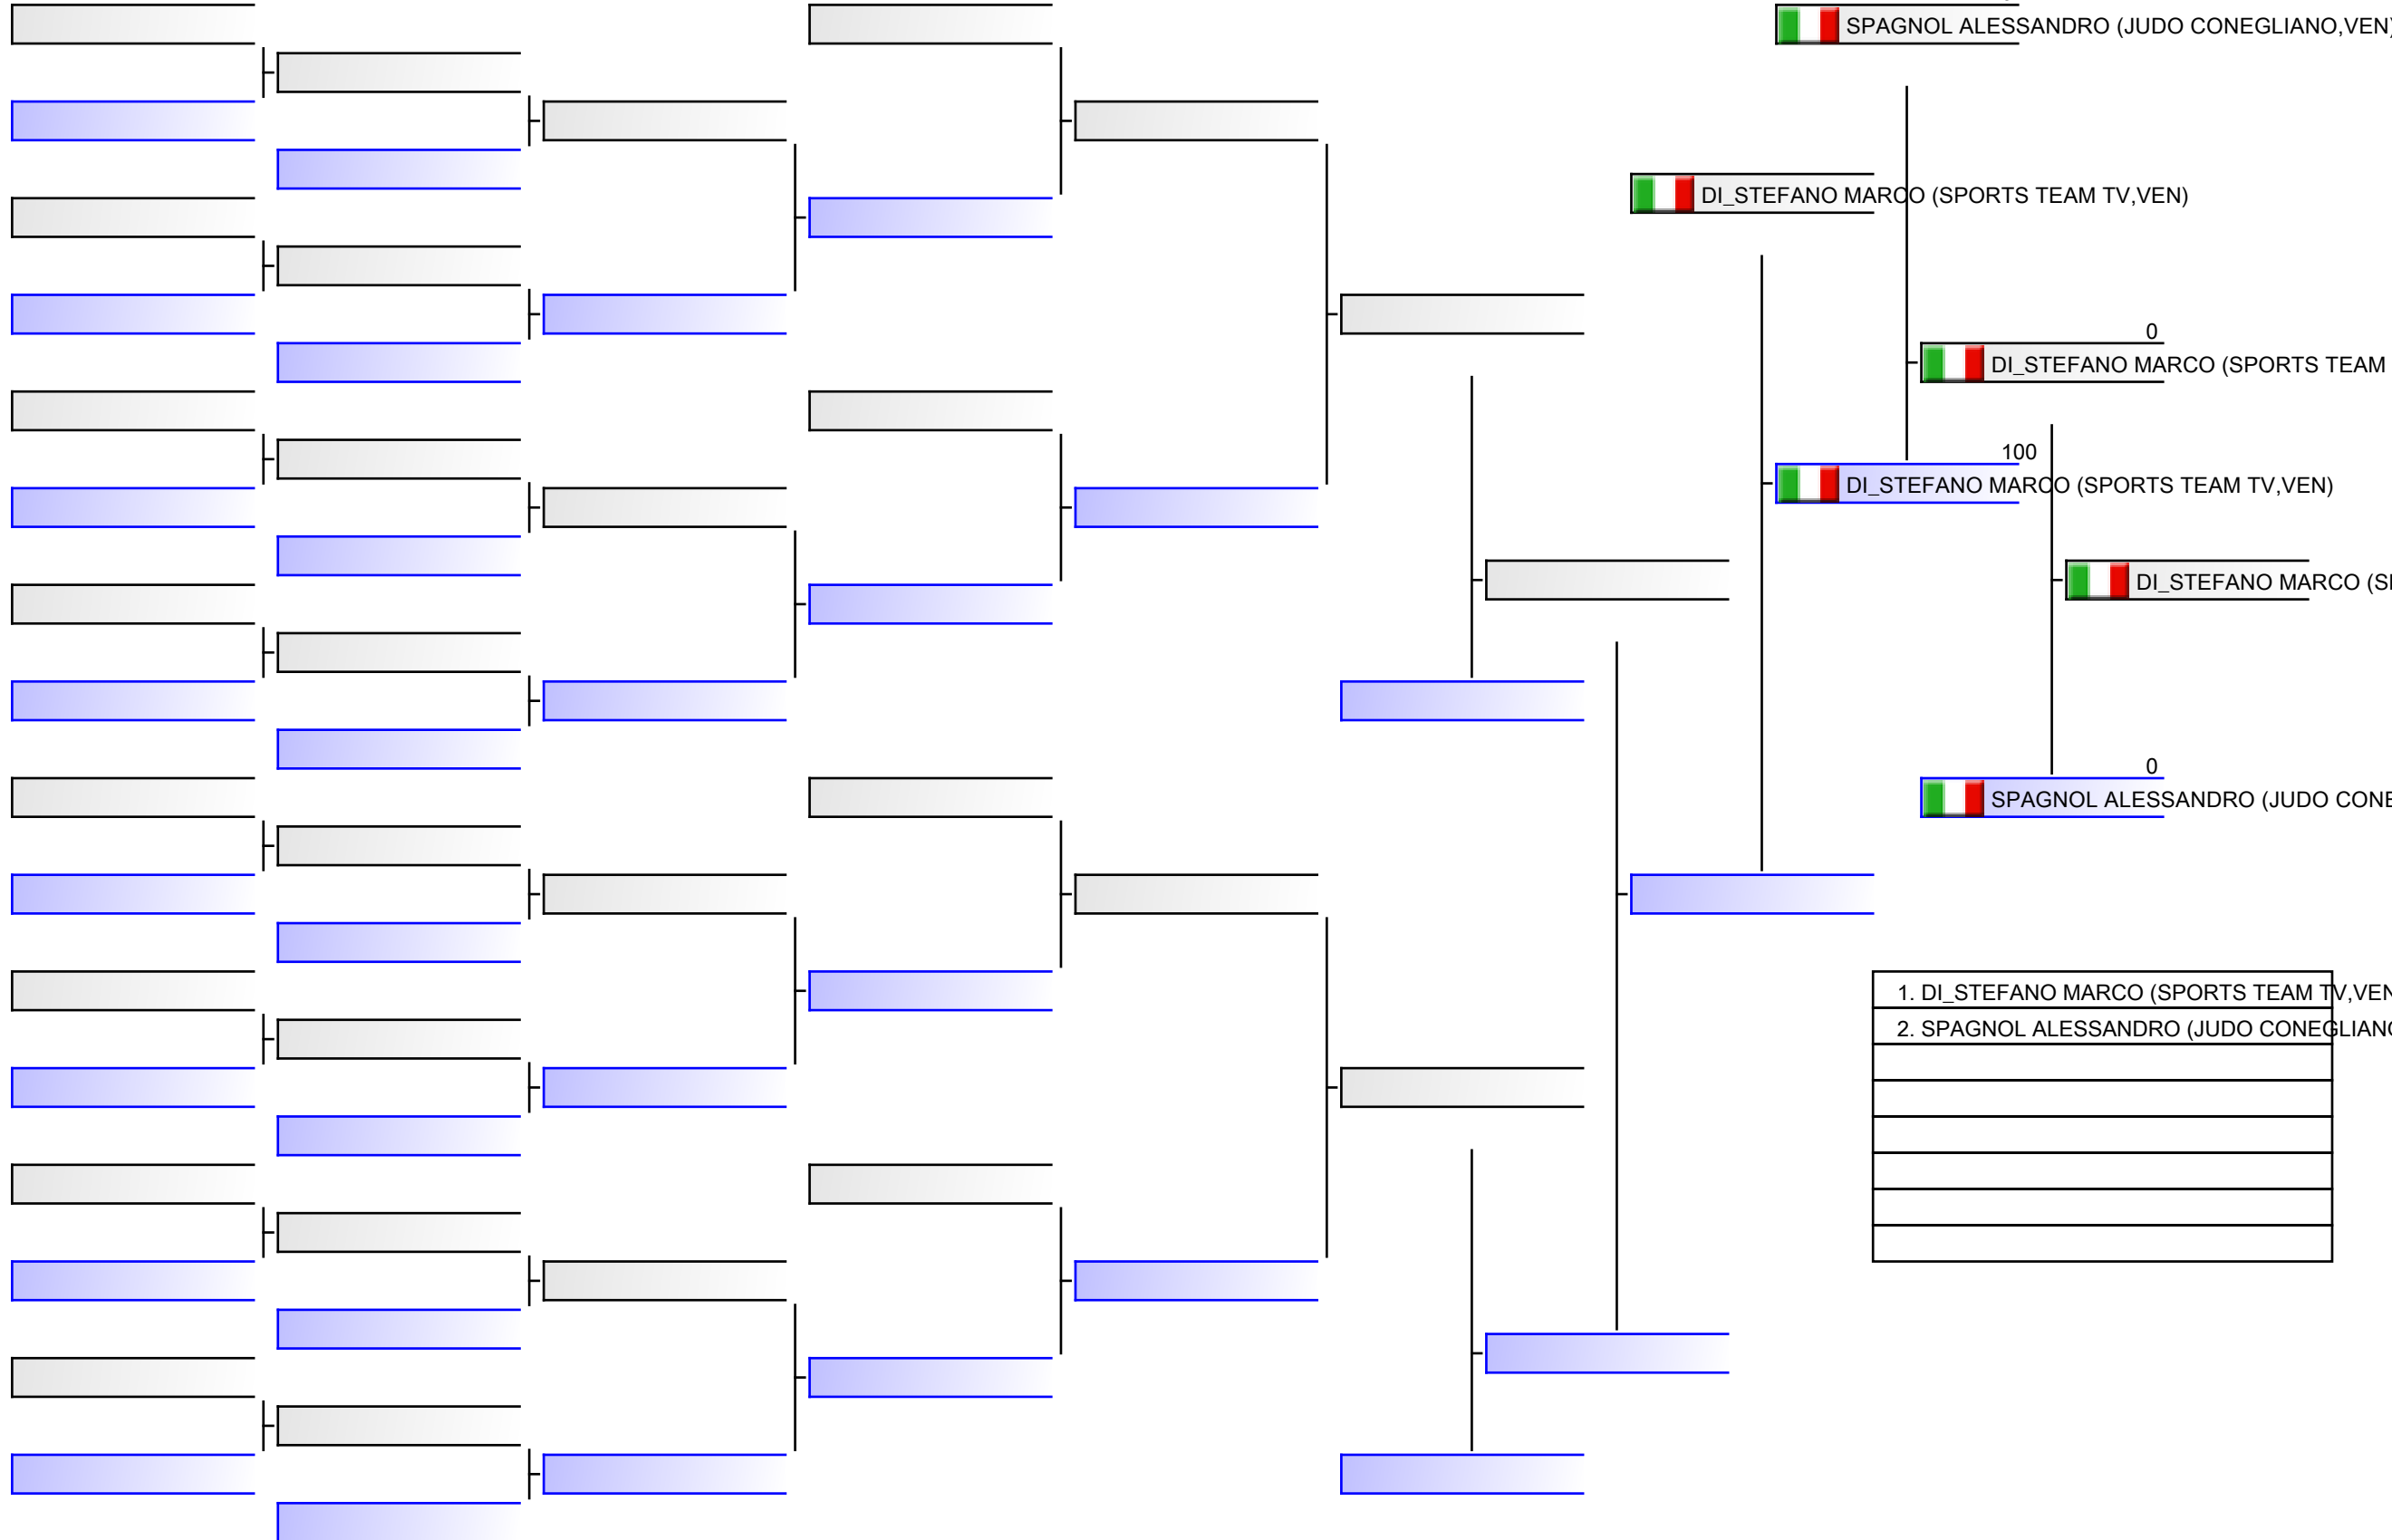 SPAGNOL ALESSANDRO (JUDO CONEGLIANO,VEN)
DI_STEFANO MARCO (SPORTS TEAM TV,VEN)
0
DI_STEFANO MARCO (SPORTS TEAM
100
DI_STEFANO MARCO (SPORTS TEAM TV,VEN)
DI_STEFANO MARCO (S
0
SPAGNOL ALESSANDRO (JUDO CONE
1. DI_STEFANO MARCO (SPORTS TEAM TV,VEN
2. SPAGNOL ALESSANDRO (JUDO CONEGLIANO